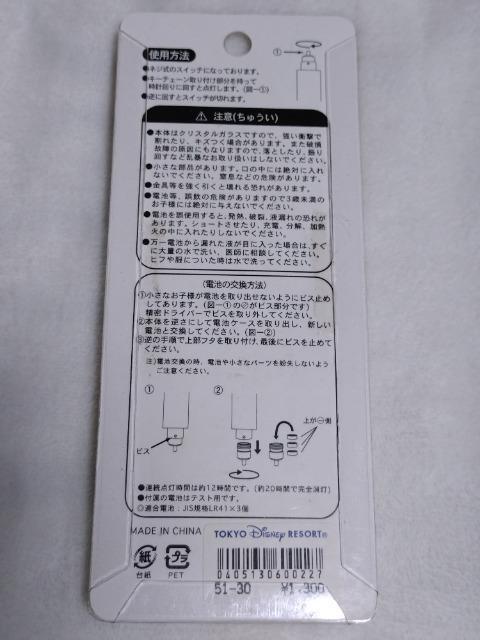 使用方法
●ネジ式のスイッチになっております。
●キーチェーン取り付け部分を持って
時計回りに回すと点灯します。(図ー①)
●逆に回すとスイッチが切れます。
①
⚠ 注意(ちゅうい)
●本体はクリスタルガラスですので、強い衝撃で
割れたり、キズつく場合があります。また破損
故障の原因にもなりますので、落としたり、振り
回すなど乱暴なお取り扱いはしないでください。
●小さな部品があります。口の中には絶対に入れ
ないでください。窒息などの危険があります。
●金具等を強く引くと壊れる恐れがあります。
●電池等、誤飲の危険がありますので3歳未満の
お子様には絶対に与えないでください。
●電池を誤使用すると、発熱、破裂、液漏れの恐れが
あります。ショートさせたり、充電、分解、加熱
火の中に入れたりしないでください。
●万一電池から漏れた液が目に入った場合は、すぐ
に大量の水で洗い、医師に相談してください。
ヒフや服についた時は水で洗ってください。
(電池の交換方法)
①小さなお子様が電池を取り出せないようにビス止め
してあります。(図ー①の⊘がビス部分です)
精密ドライバーでビスを取り外してください。
②本体を逆さにして電池ケースを取り出し、新しい
電池と交換してください。(図ー②)
③逆の手順で上部フタを取り付け、最後にビスを止めて
ください。
注)電池交換の時、電池や小さなパーツを紛失しないよう
ご注意ください。
① ②
上が⊖側
ビス
●連続点灯時間は約12時間です。(約20時間で完全消灯)
●付属の電池はテスト用です。
◎適合電池:JIS規格LR41×3個
MADE IN CHINA
TOKYO Disney RESORT®
紙
台紙
プラ
PET
0405130600227
51-30 ¥1,300